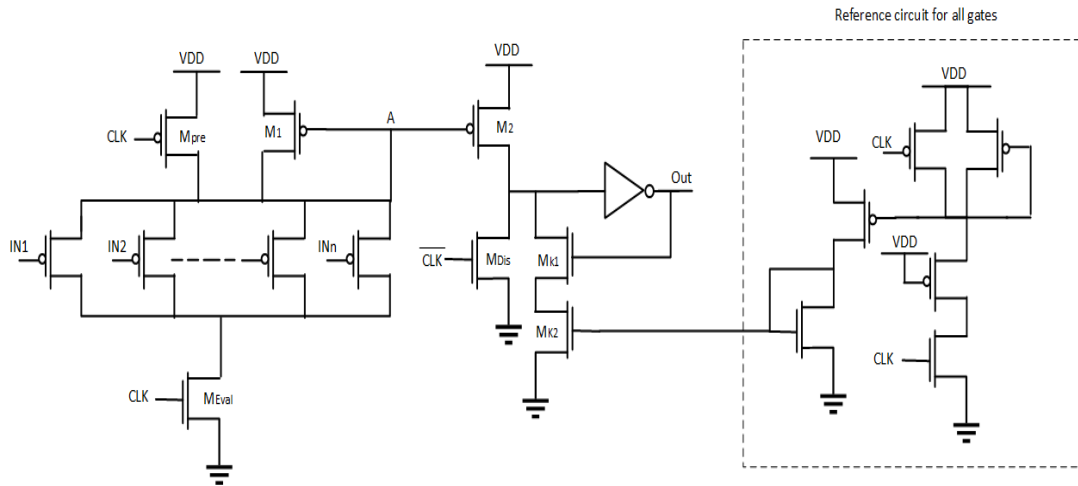 Reference circuit for all gates
VDD
VDD
VDD
VDD
CLK
Mpre
M1
A
M2
VDD
CLK
Out
IN1
IN2
INn
CLK
MDis
MK1
VDD
MK2
CLK
CLK
MEval